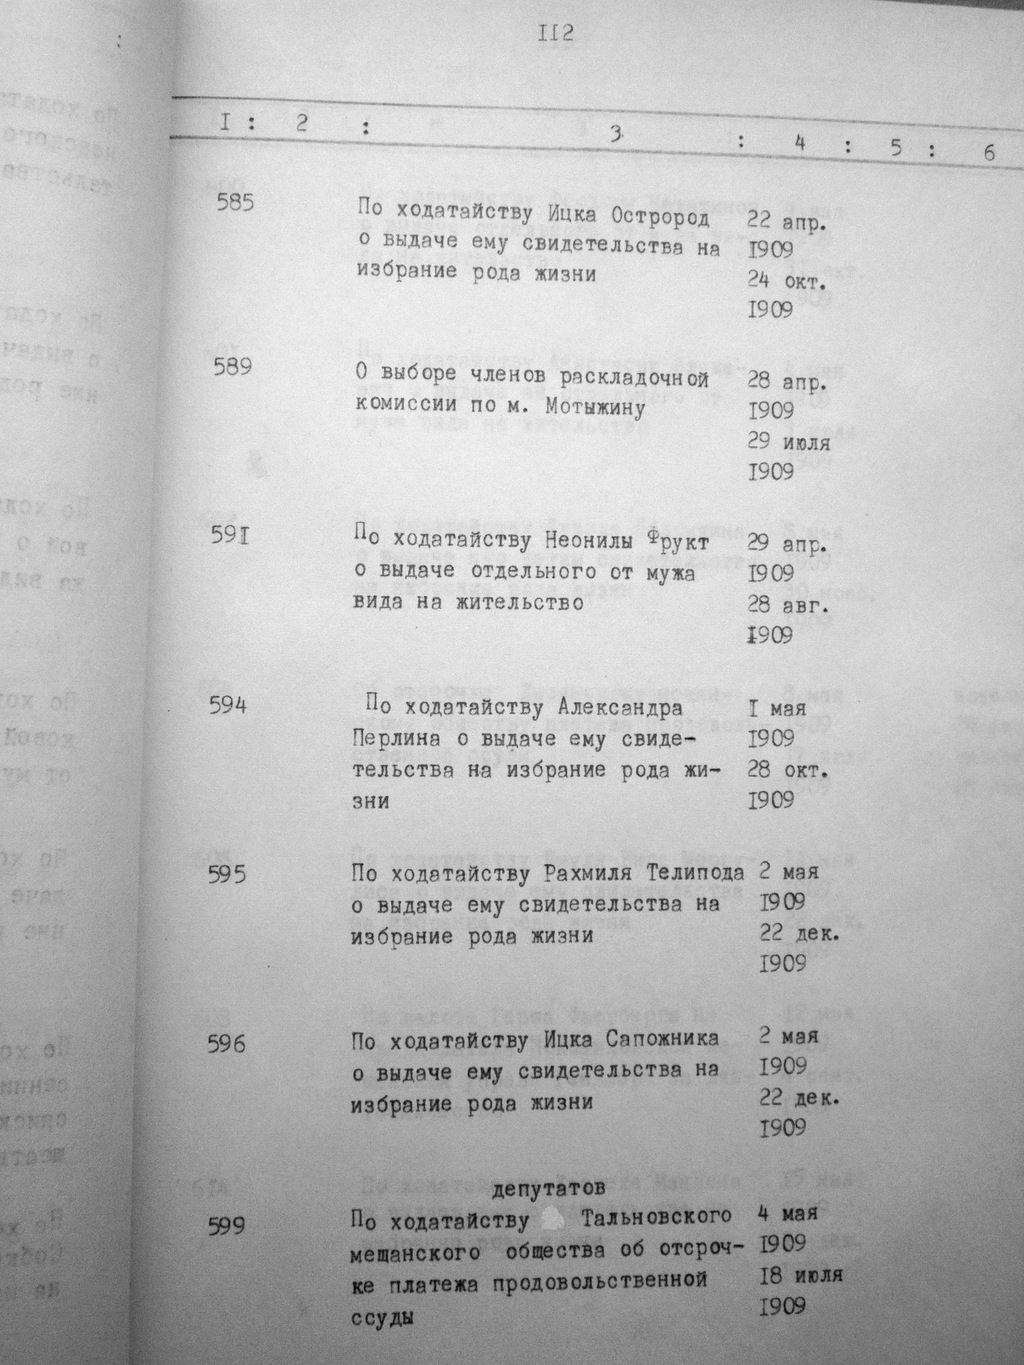 112
1 : 2 : 3 : 4 : 5 : 6
585 По ходатайству Ицка Острород 22 апр.
о выдаче ему свидетельства на 1909
избрание рода жизни 24 окт.
1909
589 О выборе членов раскладочной 28 апр.
комиссии по м. Мотыжину 1909
29 июля
1909
591 По ходатайству Неонилы Фрукт 29 апр.
о выдаче отдельного от мужа 1909
вида на жительство 28 авг.
1909
594 По ходатайству Александра 1 мая
Перлина о выдаче ему свиде- 1909
тельства на избрание рода жи- 28 окт.
зни 1909
595 По ходатайству Рахмиля Телипода 2 мая
о выдаче ему свидетельства на 1909
избрание рода жизни 22 дек.
1909
596 По ходатайству Ицка Сапожника 2 мая
о выдаче ему свидетельства на 1909
избрание рода жизни 22 дек.
1909
депутатов
599 По ходатайству Тальновского 4 мая
мещанского общества об отсроч- 1909
ке платежа продовольственной 18 июля
ссуды 1909